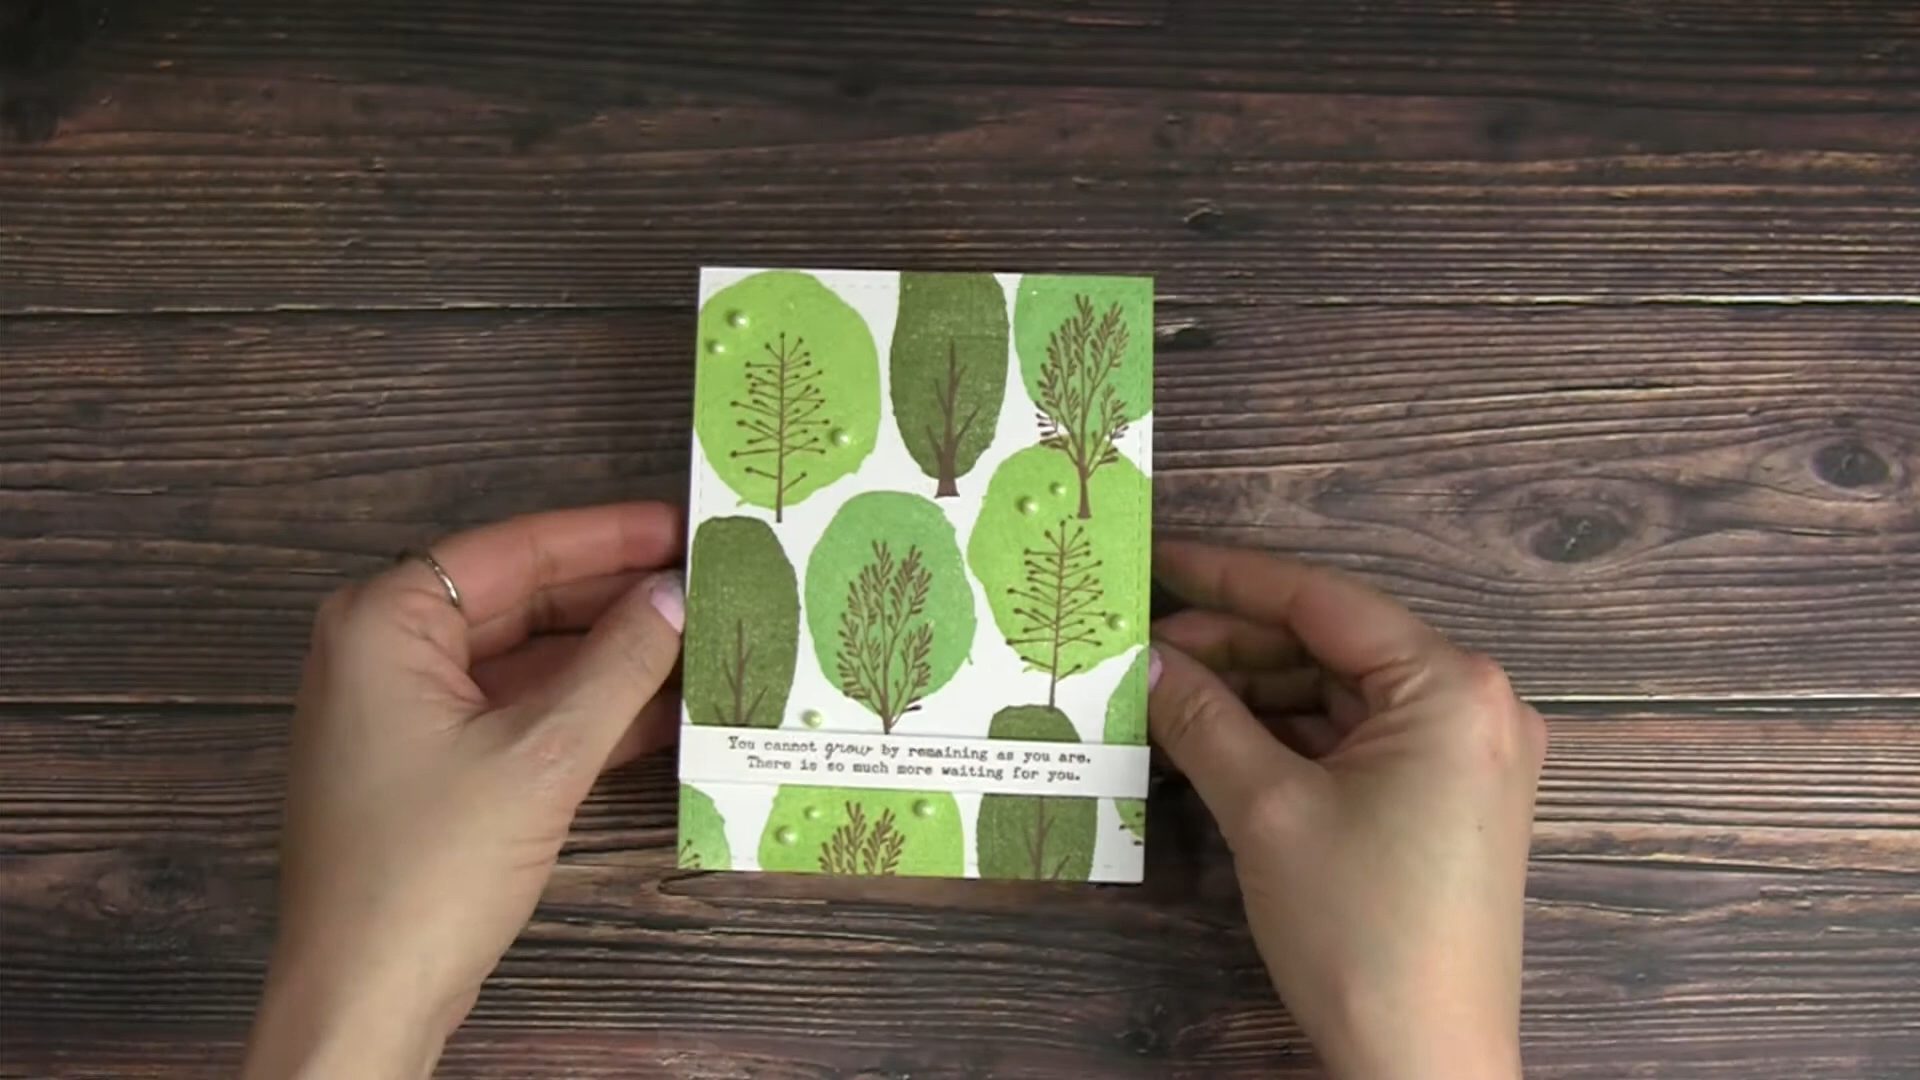 You cannot grow by remaining as you are.
There is so much more waiting for you.